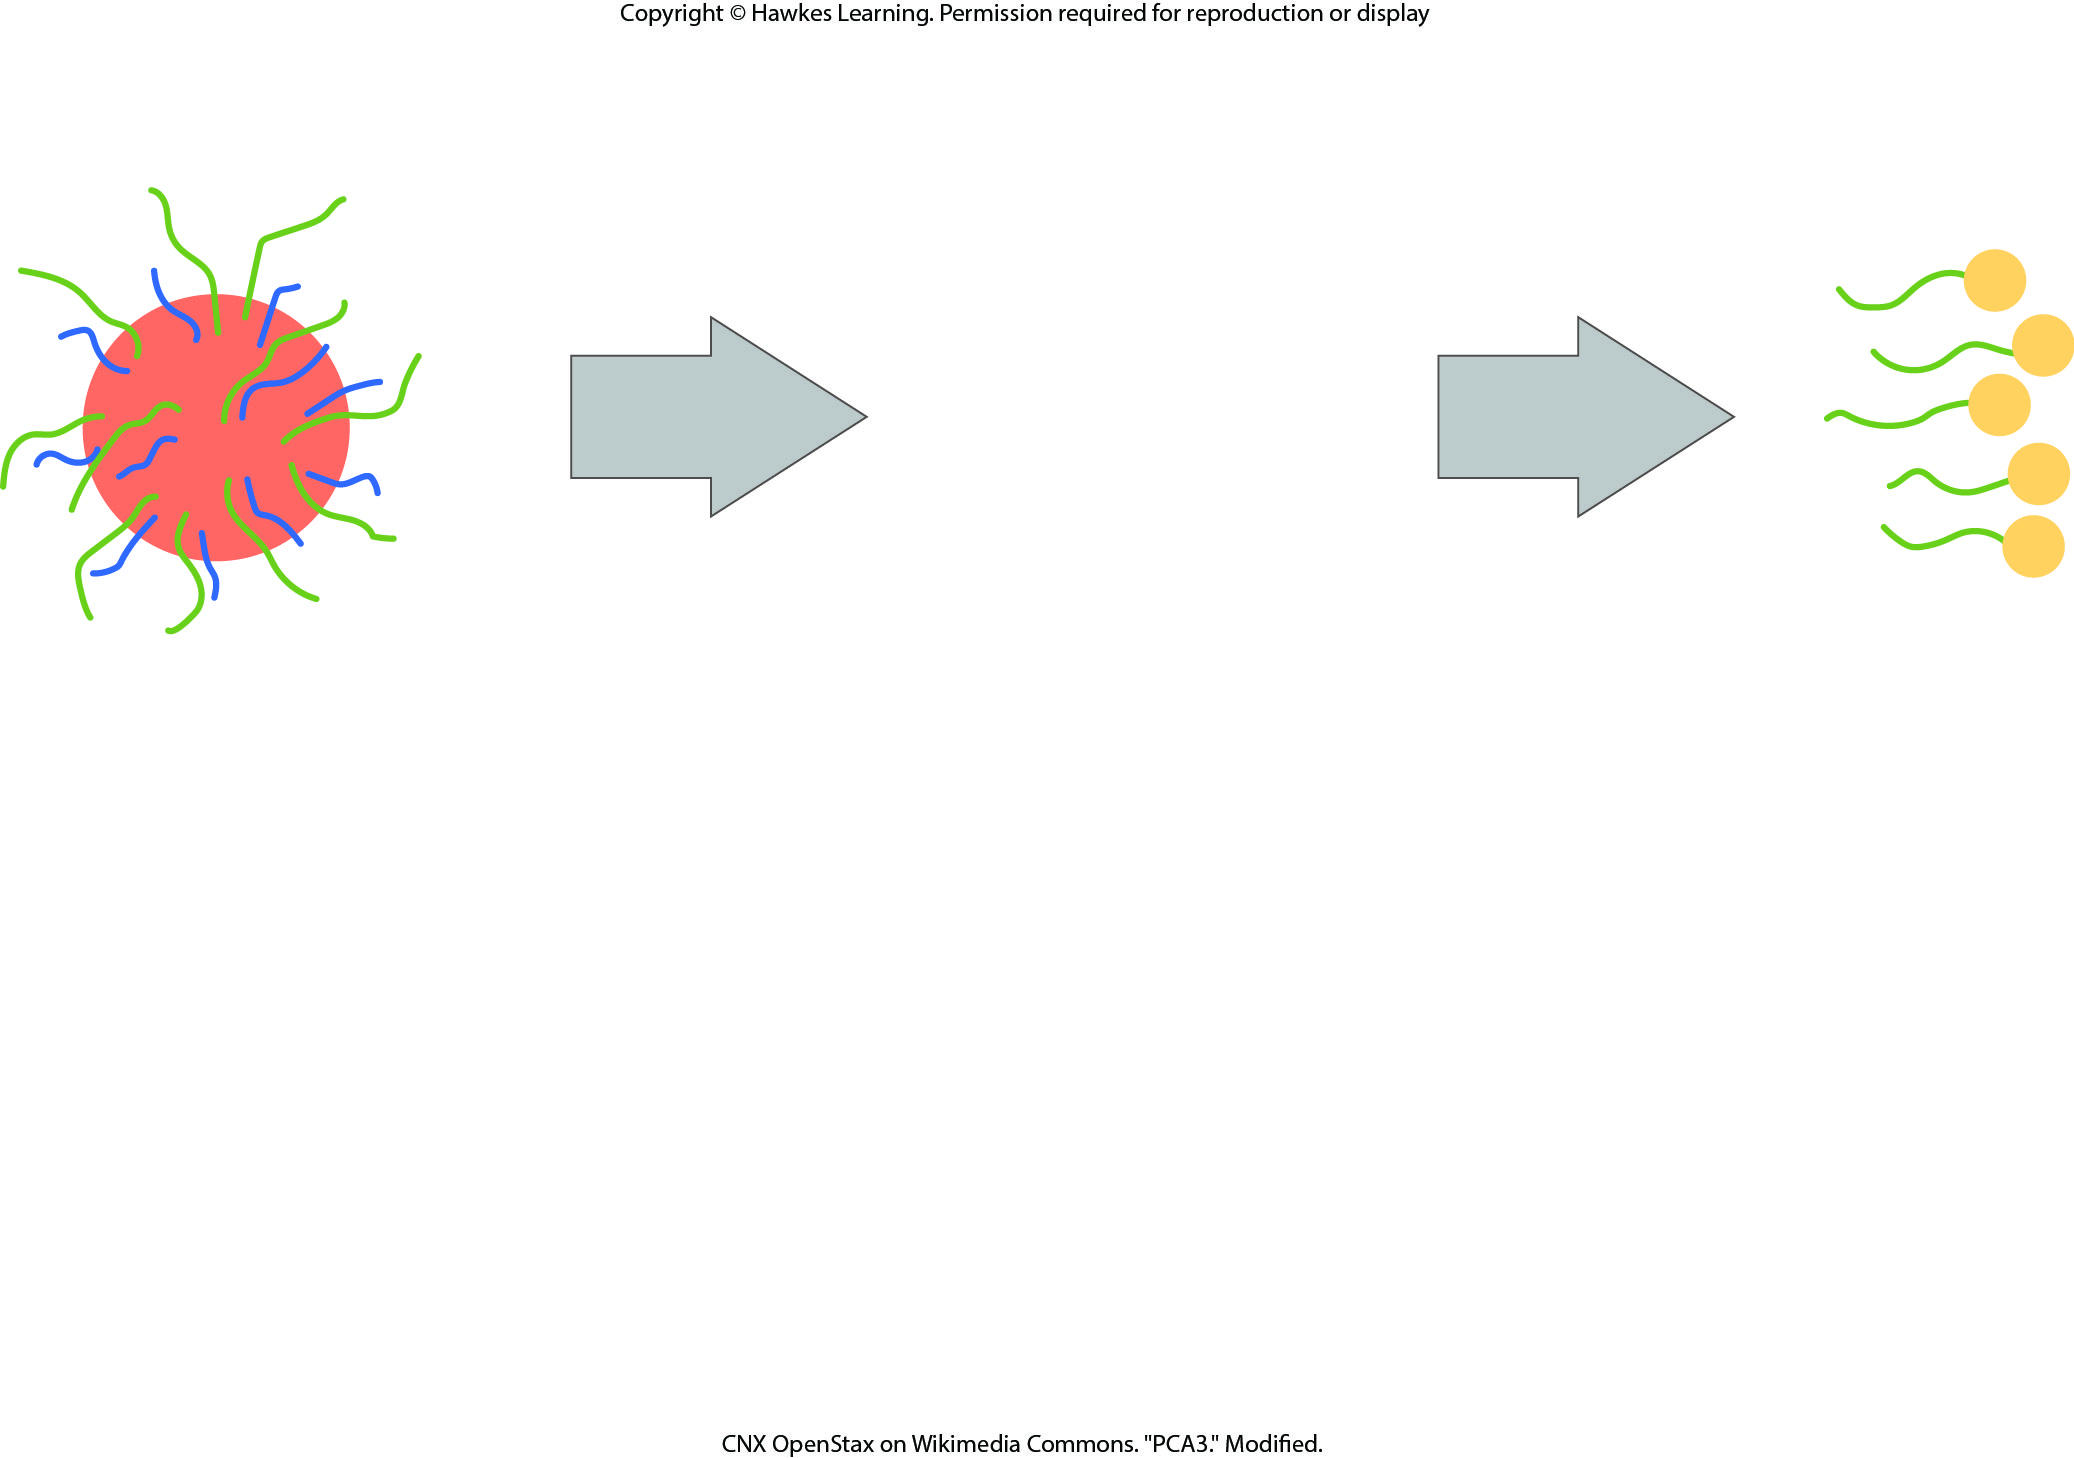 Copyright © Hawkes Learning. Permission required for reproduction or display
CNX OpenStax on Wikimedia Commons. "PCA3." Modified.